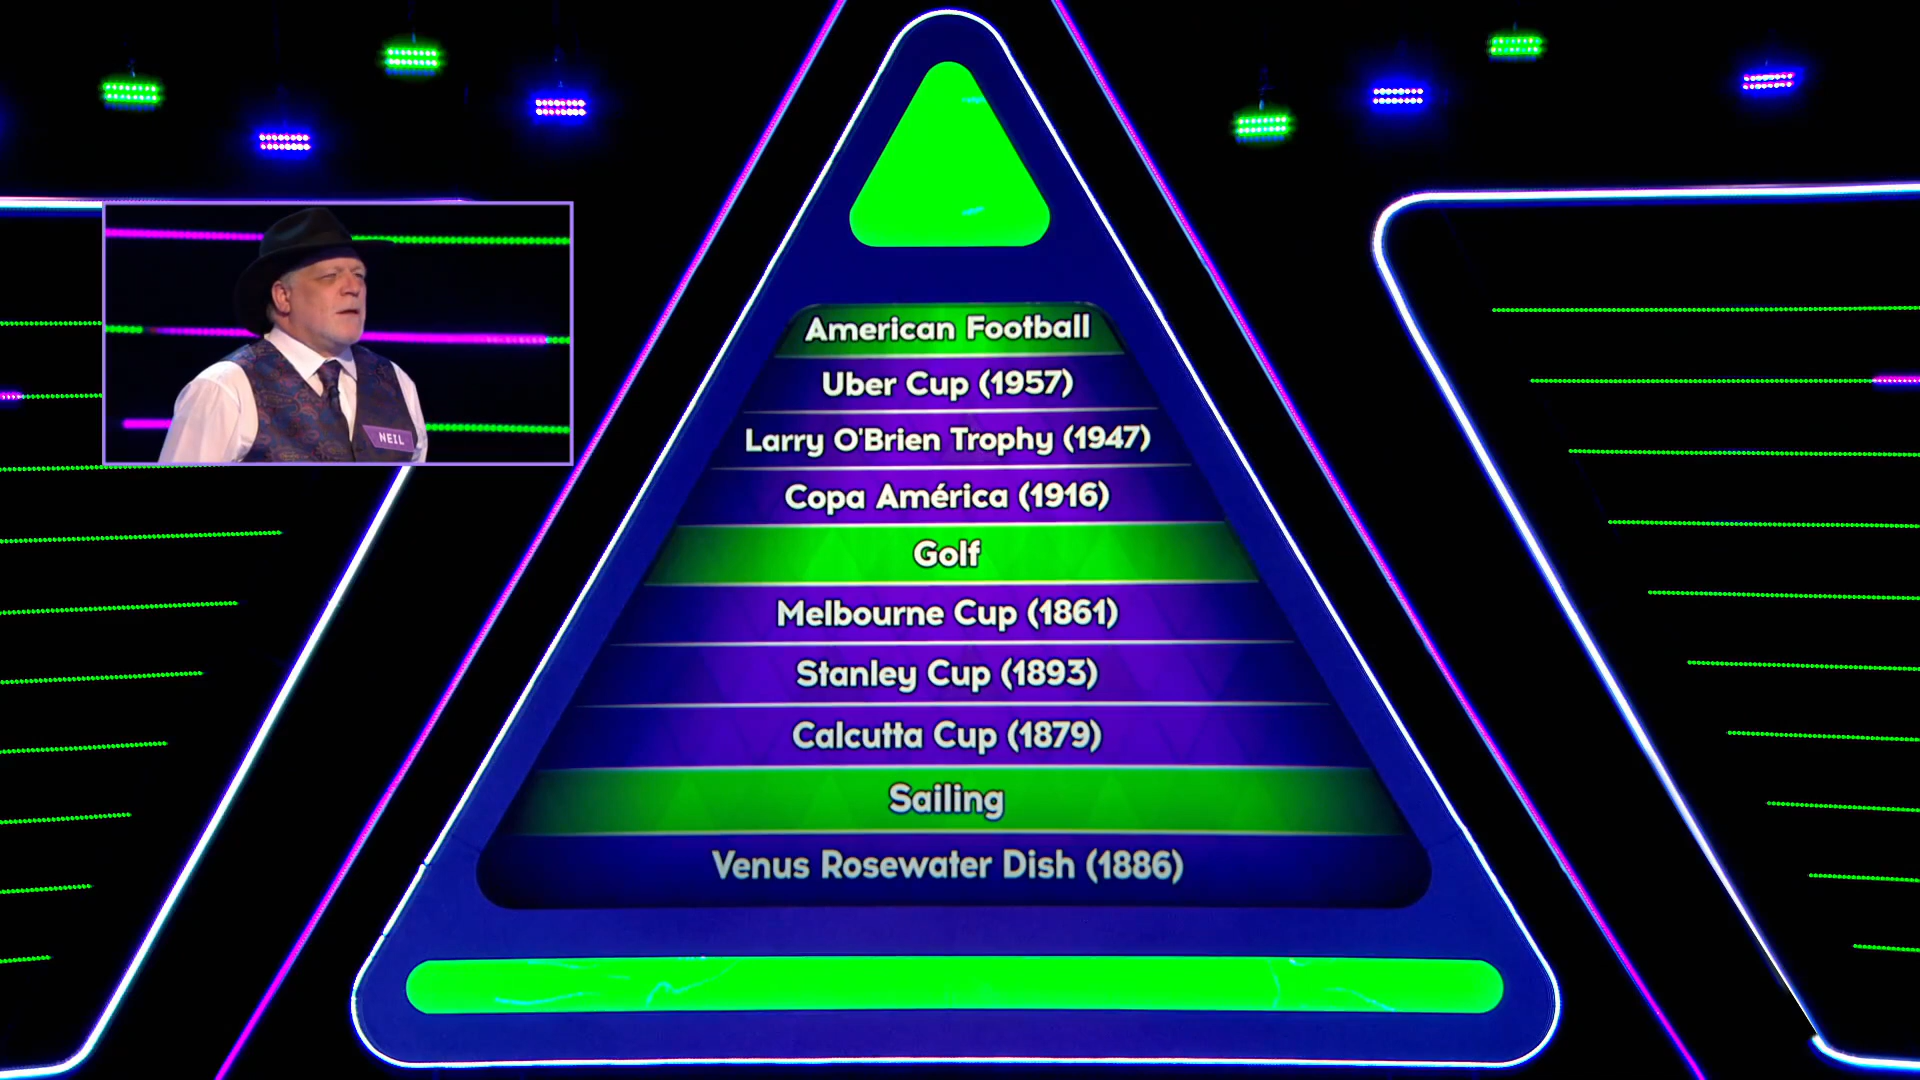 NEIL
American Football
Uber Cup (1957)
Larry O'Brien Trophy (1947)
Copa América (1916)
Golf
Melbourne Cup (1861)
Stanley Cup (1893)
Calcutta Cup (1879)
Sailing
Venus Rosewater Dish (1886)